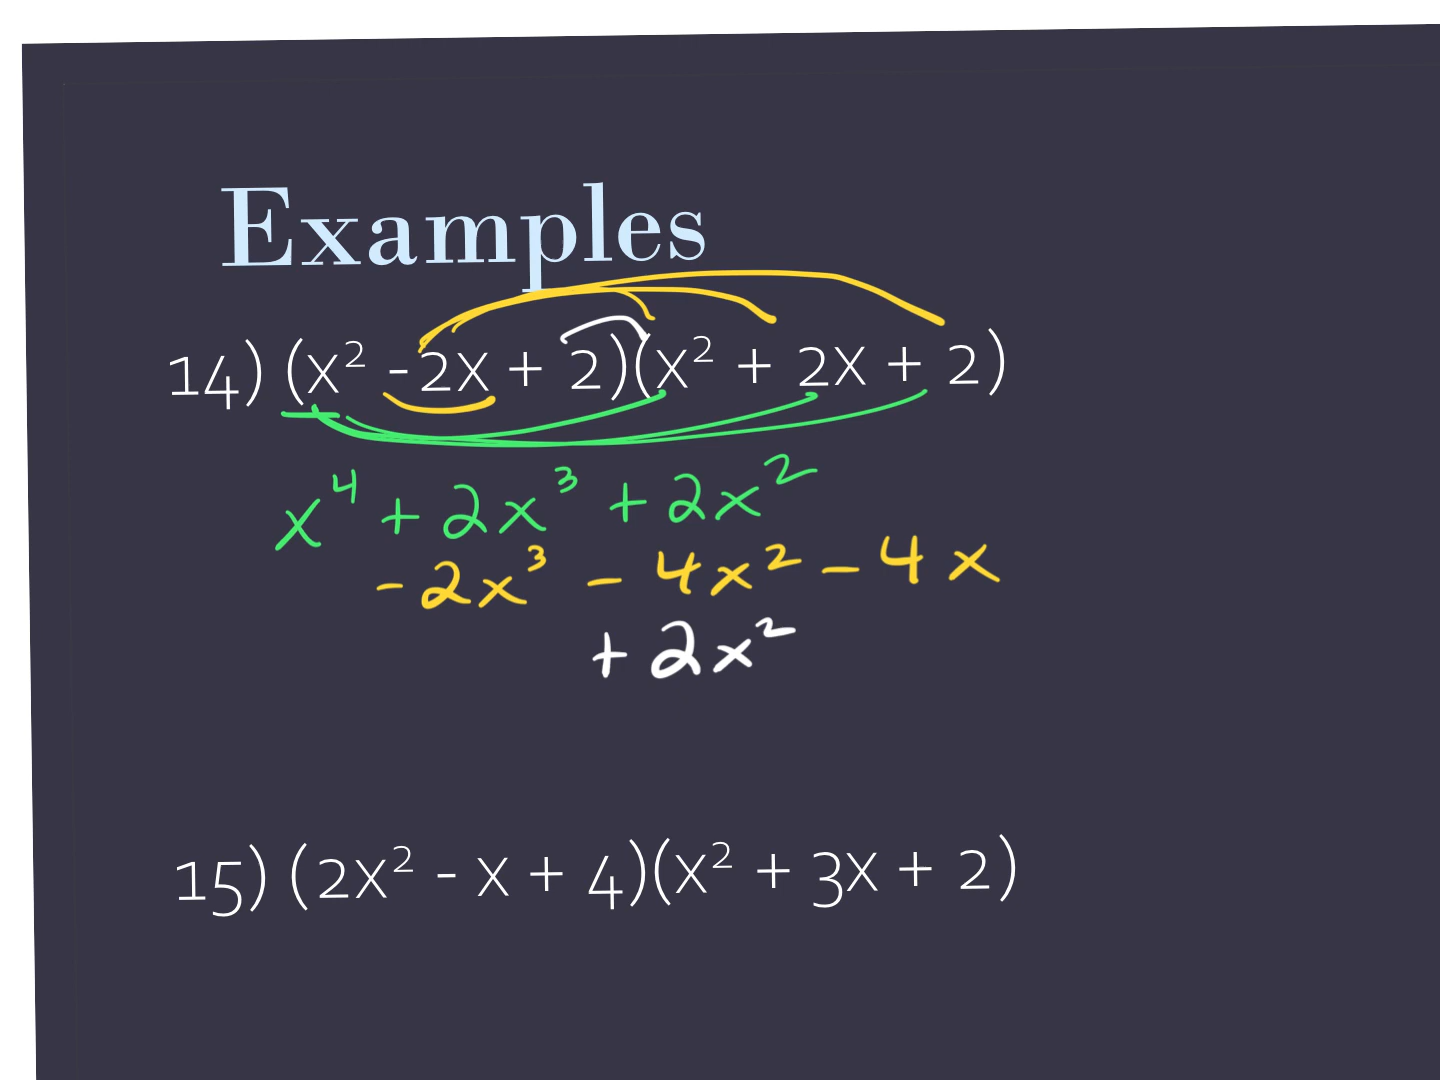 Examples
14) (x² - 2x + 2)(x² + 2x + 2)
x⁴ + 2x³ + 2x²
- 2x³ - 4x² - 4x
+ 2x²
15) (2x² - x + 4)(x² + 3x + 2)